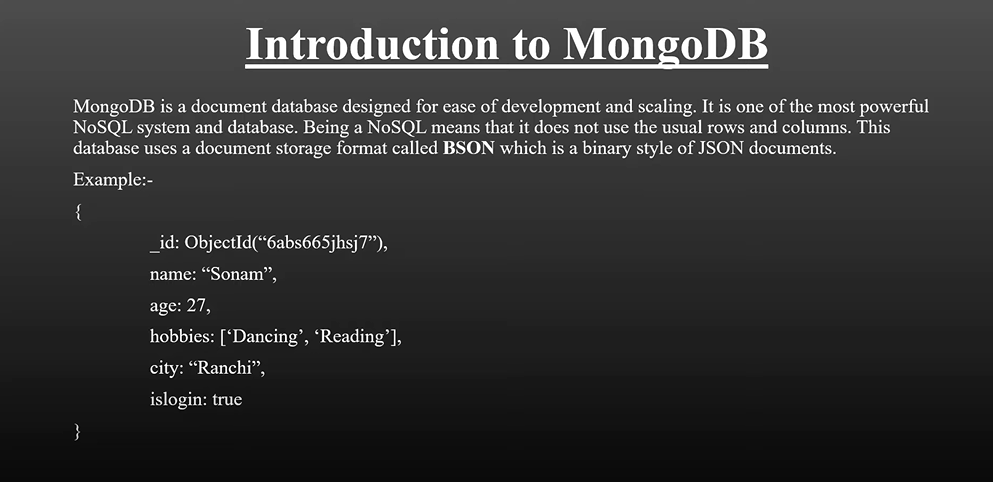 Introduction to MongoDB
MongoDB is a document database designed for ease of development and scaling. It is one of the most powerful
NoSQL system and database. Being a NoSQL means that it does not use the usual rows and columns. This
database uses a document storage format called BSON which is a binary style of JSON documents.
Example:-
{
_id: ObjectId(“6abs665jhsj7”),
name: “Sonam”,
age: 27,
hobbies: [‘Dancing’, ‘Reading’],
city: “Ranchi”,
islogin: true
}